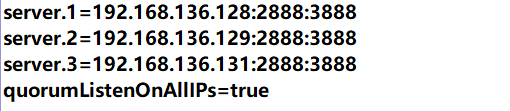 server.1=192.168.136.128:2888:3888
server.2=192.168.136.129:2888:3888
server.3=192.168.136.131:2888:3888
quorumListenOnAllIPs=true